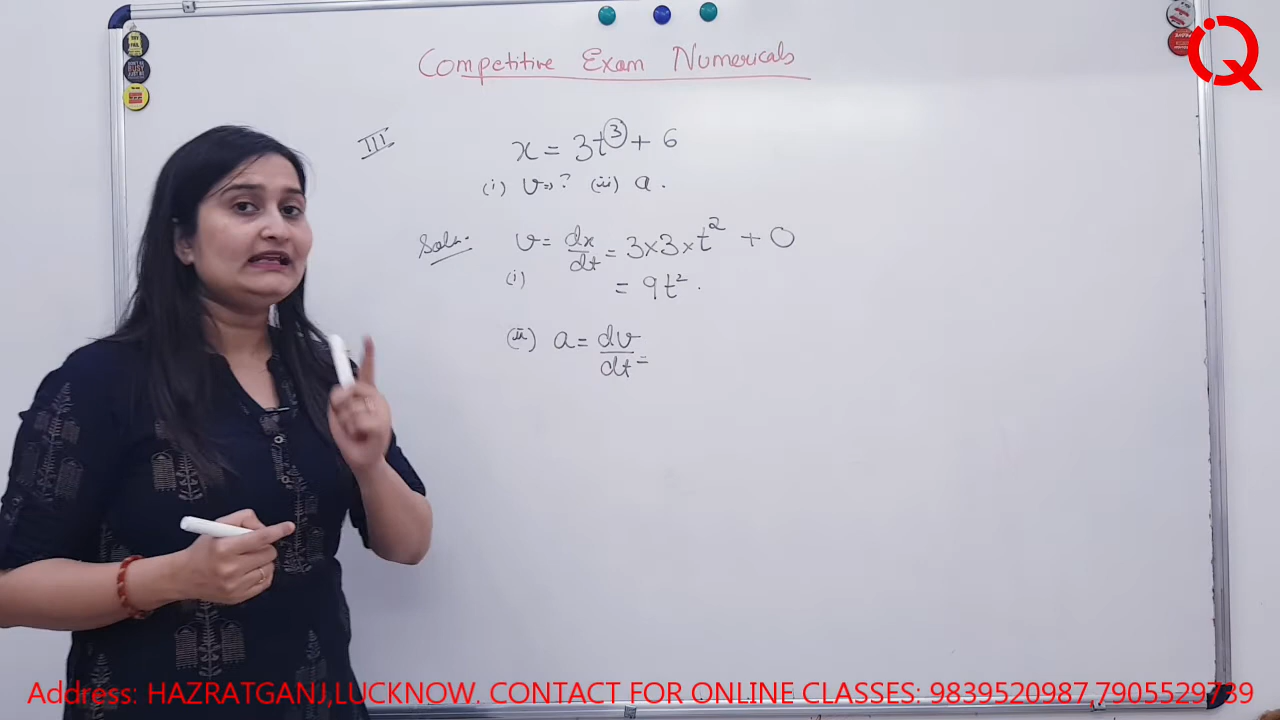 Competitive Exam Numericals
III x = 3t³ + 6
(i) v=? (ii) a.
Soln. v = dx/dt = 3×3×t² + 0
(i) = 9t².
(ii) a = dv/dt =
IQ
Address: HAZRATGANJ,LUCKNOW. CONTACT FOR ONLINE CLASSES: 9839520987,7905529739